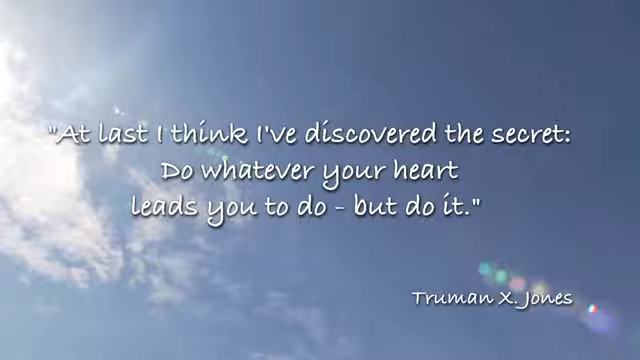 "At last I think I've discovered the secret:
Do whatever your heart
leads you to do - but do it."
Truman X. Jones